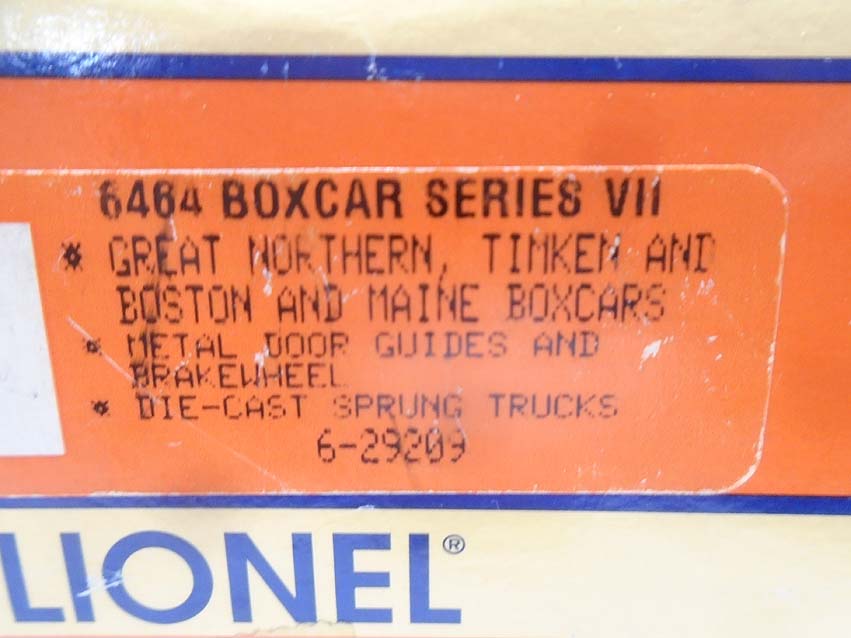 6464 BOXCAR SERIES VII
* GREAT NORTHERN, TIMKEN AND
BOSTON AND MAINE BOXCARS
* METAL DOOR GUIDES AND
BRAKEWHEEL
* DIE-CAST SPRUNG TRUCKS
6-29209
LIONEL®